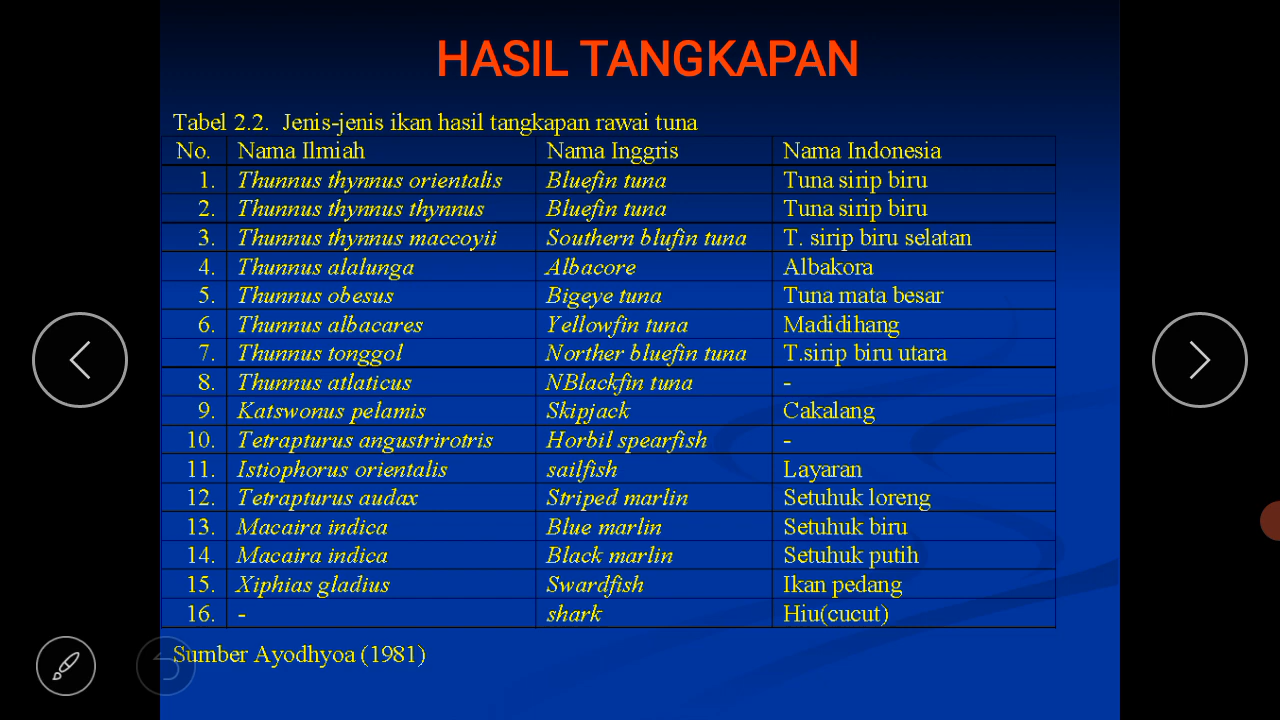 HASIL TANGKAPAN
Tabel 2.2. Jenis-jenis ikan hasil tangkapan rawai tuna
No. Nama Ilmiah Nama Inggris Nama Indonesia
1. Thunnus thynnus orientalis Bluefin tuna Tuna sirip biru
2. Thunnus thynnus thynnus Bluefin tuna Tuna sirip biru
3. Thunnus thynnus maccoyii Southern blufin tuna T. sirip biru selatan
4. Thunnus alalunga Albacore Albakora
5. Thunnus obesus Bigeye tuna Tuna mata besar
6. Thunnus albacares Yellowfin tuna Madidihang
7. Thunnus tonggol Norther bluefin tuna T.sirip biru utara
8. Thunnus atlaticus NBlackfin tuna -
9. Katswonus pelamis Skipjack Cakalang
10. Tetrapturus angustrirotris Horbil spearfish -
11. Istiophorus orientalis sailfish Layaran
12. Tetrapturus audax Striped marlin Setuhuk loreng
13. Macaira indica Blue marlin Setuhuk biru
14. Macaira indica Black marlin Setuhuk putih
15. Xiphias gladius Swardfish Ikan pedang
16. - shark Hiu(cucut)
Sumber Ayodhyoa (1981)